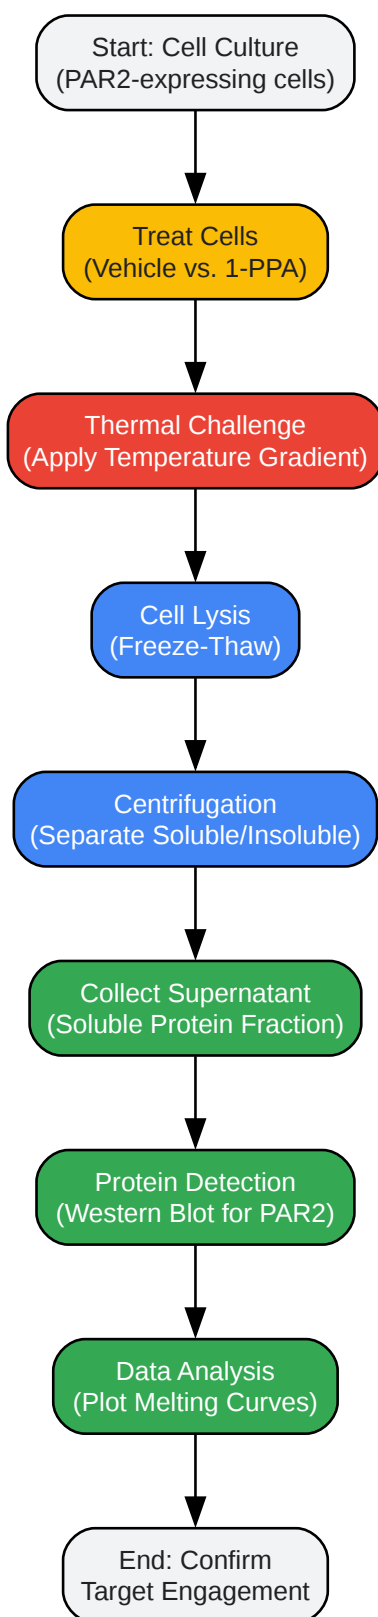 Start: Cell Culture
(PAR2-expressing cells)
Treat Cells
(Vehicle vs. 1-PPA)
Thermal Challenge
(Apply Temperature Gradient)
Cell Lysis
(Freeze-Thaw)
Centrifugation
(Separate Soluble/Insoluble)
Collect Supernatant
(Soluble Protein Fraction)
Protein Detection
(Western Blot for PAR2)
Data Analysis
(Plot Melting Curves)
End: Confirm
Target Engagement